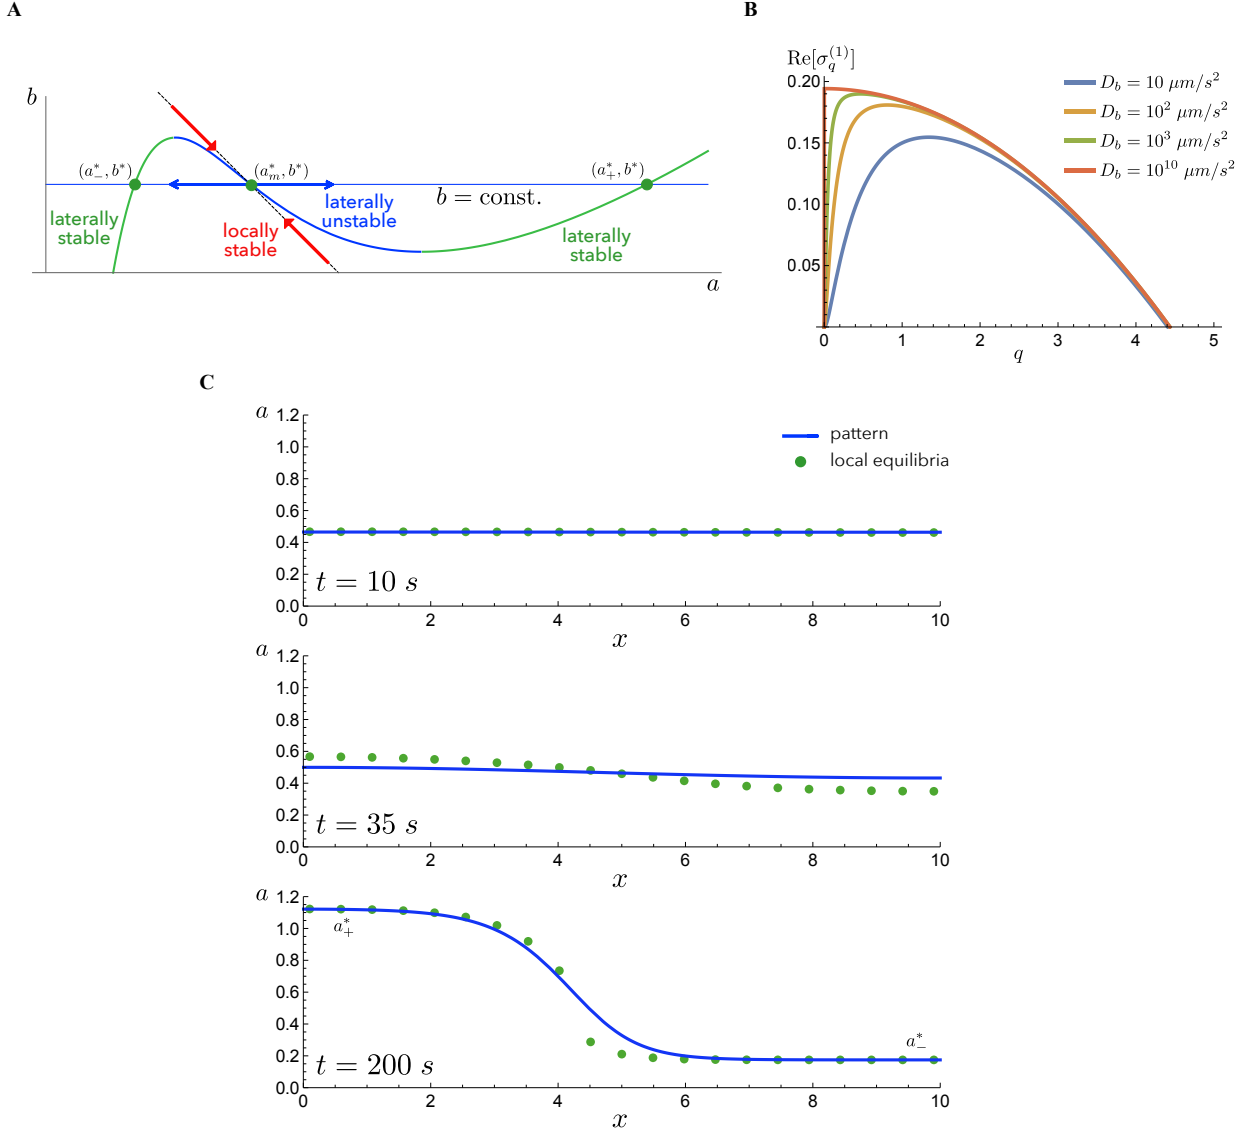 A
b
(a*₋, b*)
(a*ₘ, b*)
(a*₊, b*)
b = const.
laterally
stable
locally
stable
laterally
unstable
laterally
stable
a
B
Re[σ_q^(1)]
0.20
0.15
0.10
0.05
0 1 2 3 4 5
q
D_b = 10 μm/s²
D_b = 10² μm/s²
D_b = 10³ μm/s²
D_b = 10¹⁰ μm/s²
C
a
1.2
1.0
0.8
0.6
0.4
0.2
0.0
pattern
local equilibria
t = 10 s
0 2 4 6 8 10
x
a
1.2
1.0
0.8
0.6
0.4
0.2
0.0
t = 35 s
0 2 4 6 8 10
x
a
1.2
1.0
0.8
0.6
0.4
0.2
0.0
a*₊
a*₋
t = 200 s
0 2 4 6 8 10
x